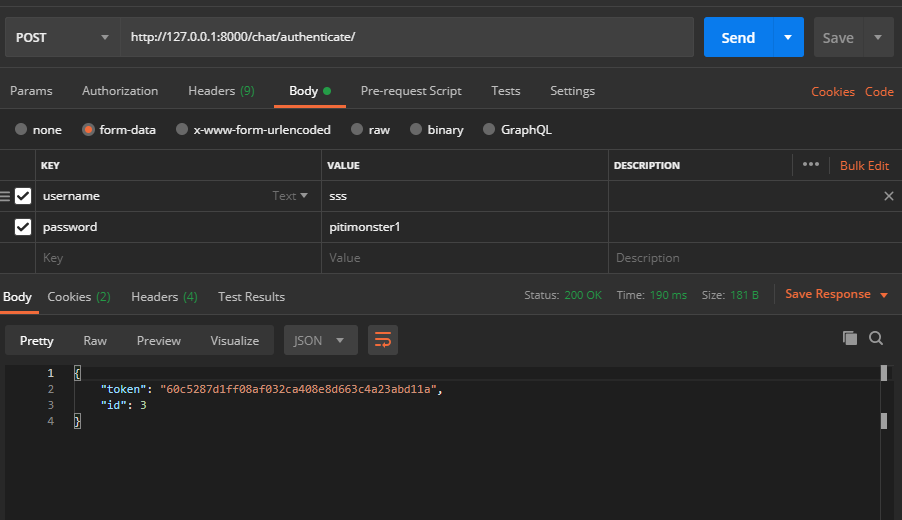 POST http://127.0.0.1:8000/chat/authenticate/ Send Save
Params Authorization Headers (9) Body Pre-request Script Tests Settings Cookies Code
none form-data x-www-form-urlencoded raw binary GraphQL
KEY VALUE DESCRIPTION ••• Bulk Edit
username Text sss
password pitimonster1
Key Value Description
Body Cookies (2) Headers (4) Test Results Status: 200 OK Time: 190 ms Size: 181 B Save Response
Pretty Raw Preview Visualize JSON
1 {
2 "token": "60c5287d1ff08af032ca408e8d663c4a23abd11a",
3 "id": 3
4 }